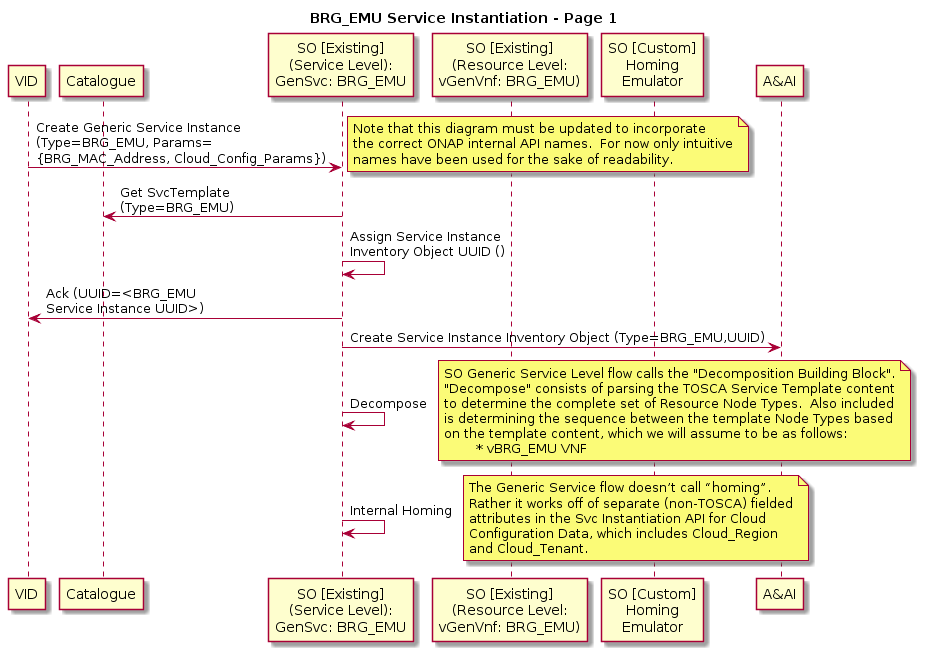 BRG_EMU Service Instantiation - Page 1
VID
Catalogue
SO [Existing]
(Service Level):
GenSvc: BRG_EMU
SO [Existing]
(Resource Level:
vGenVnf: BRG_EMU)
SO [Custom]
Homing
Emulator
A&AI
Create Generic Service Instance
(Type=BRG_EMU, Params=
{BRG_MAC_Address, Cloud_Config_Params})
Note that this diagram must be updated to incorporate
the correct ONAP internal API names.  For now only intuitive
names have been used for the sake of readability.
Get SvcTemplate
(Type=BRG_EMU)
Assign Service Instance
Inventory Object UUID ()
Ack (UUID=<BRG_EMU
Service Instance UUID>)
Create Service Instance Inventory Object (Type=BRG_EMU,UUID)
SO Generic Service Level flow calls the "Decomposition Building Block".
"Decompose" consists of parsing the TOSCA Service Template content
to determine the complete set of Resource Node Types.  Also included
is determining the sequence between the template Node Types based
on the template content, which we will assume to be as follows:
* vBRG_EMU VNF
Decompose
The Generic Service flow doesn’t call “homing”.
Rather it works off of separate (non-TOSCA) fielded
attributes in the Svc Instantiation API for Cloud
Configuration Data, which includes Cloud_Region
and Cloud_Tenant.
Internal Homing
VID
Catalogue
SO [Existing]
(Service Level):
GenSvc: BRG_EMU
SO [Existing]
(Resource Level:
vGenVnf: BRG_EMU)
SO [Custom]
Homing
Emulator
A&AI